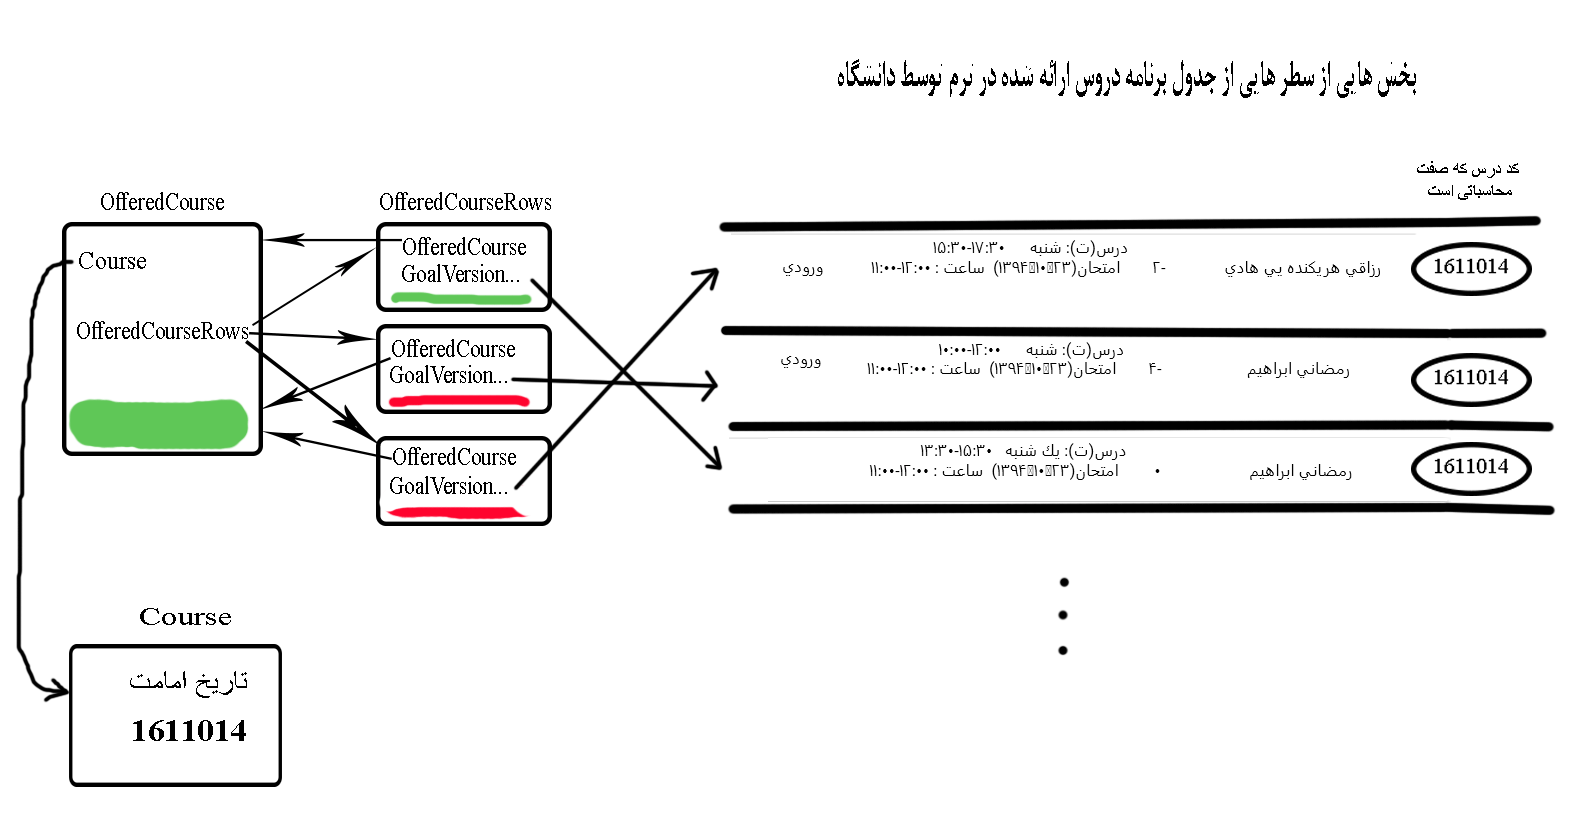 بخش هایی از سطر هایی از جدول برنامه دروس ارائه شده در ترم توسط دانشگاه
کد درس که صفت
محاسباتی است
OfferedCourse
Course
OfferedCourseRows
OfferedCourseRows
OfferedCourse
GoalVersion...
OfferedCourse
GoalVersion...
OfferedCourse
GoalVersion...
1611014
رزاقي هريكنده يي هادي
-۲
درس(ت): شنبه ۱۵:۳۰-۱۷:۳۰
امتحان(۱۳۹۴.۱۰.۲۳) ساعت : ۱۱:۰۰-۱۲:۰۰
ورودي
1611014
رمضاني ابراهيم
-۴
درس(ت): شنبه ۱۰:۰۰-۱۲:۰۰
امتحان(۱۳۹۴.۱۰.۲۳) ساعت : ۱۱:۰۰-۱۲:۰۰
ورودي
1611014
رمضاني ابراهيم
۰
درس(ت): يك شنبه ۱۳:۳۰-۱۵:۳۰
امتحان(۱۳۹۴.۱۰.۲۳) ساعت : ۱۱:۰۰-۱۲:۰۰
Course
تاریخ امامت
1611014